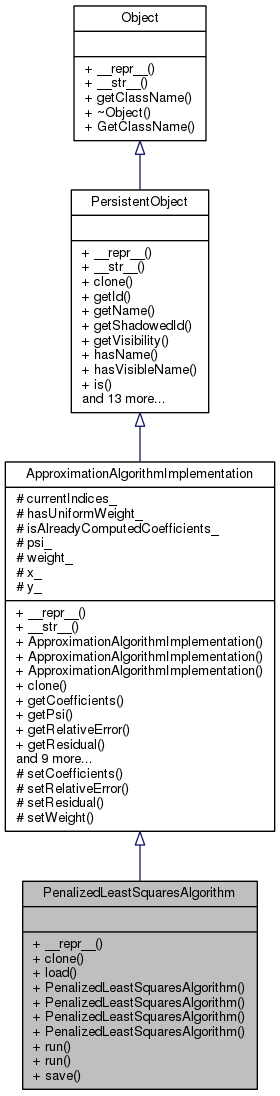 Object
+ __repr__()
+ __str__()
+ getClassName()
+ ~Object()
+ GetClassName()
PersistentObject
+ __repr__()
+ __str__()
+ clone()
+ getId()
+ getName()
+ getShadowedId()
+ getVisibility()
+ hasName()
+ hasVisibleName()
+ is()
and 13 more...
ApproximationAlgorithmImplementation
# currentIndices_
# hasUniformWeight_
# isAlreadyComputedCoefficients_
# psi_
# weight_
# x_
# y_
+ __repr__()
+ __str__()
+ ApproximationAlgorithmImplementation()
+ ApproximationAlgorithmImplementation()
+ ApproximationAlgorithmImplementation()
+ clone()
+ getCoefficients()
+ getPsi()
+ getRelativeError()
+ getResidual()
and 9 more...
# setCoefficients()
# setRelativeError()
# setResidual()
# setWeight()
PenalizedLeastSquaresAlgorithm
+ __repr__()
+ clone()
+ load()
+ PenalizedLeastSquaresAlgorithm()
+ PenalizedLeastSquaresAlgorithm()
+ PenalizedLeastSquaresAlgorithm()
+ PenalizedLeastSquaresAlgorithm()
+ run()
+ run()
+ save()